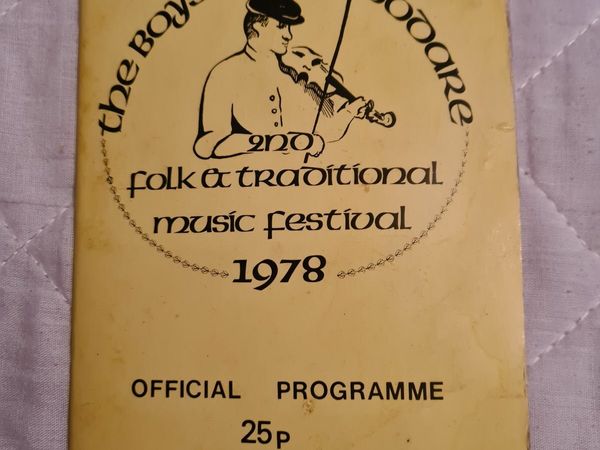 The Boys
2nd
folk & traditional
music festival
1978
OFFICIAL PROGRAMME
25p